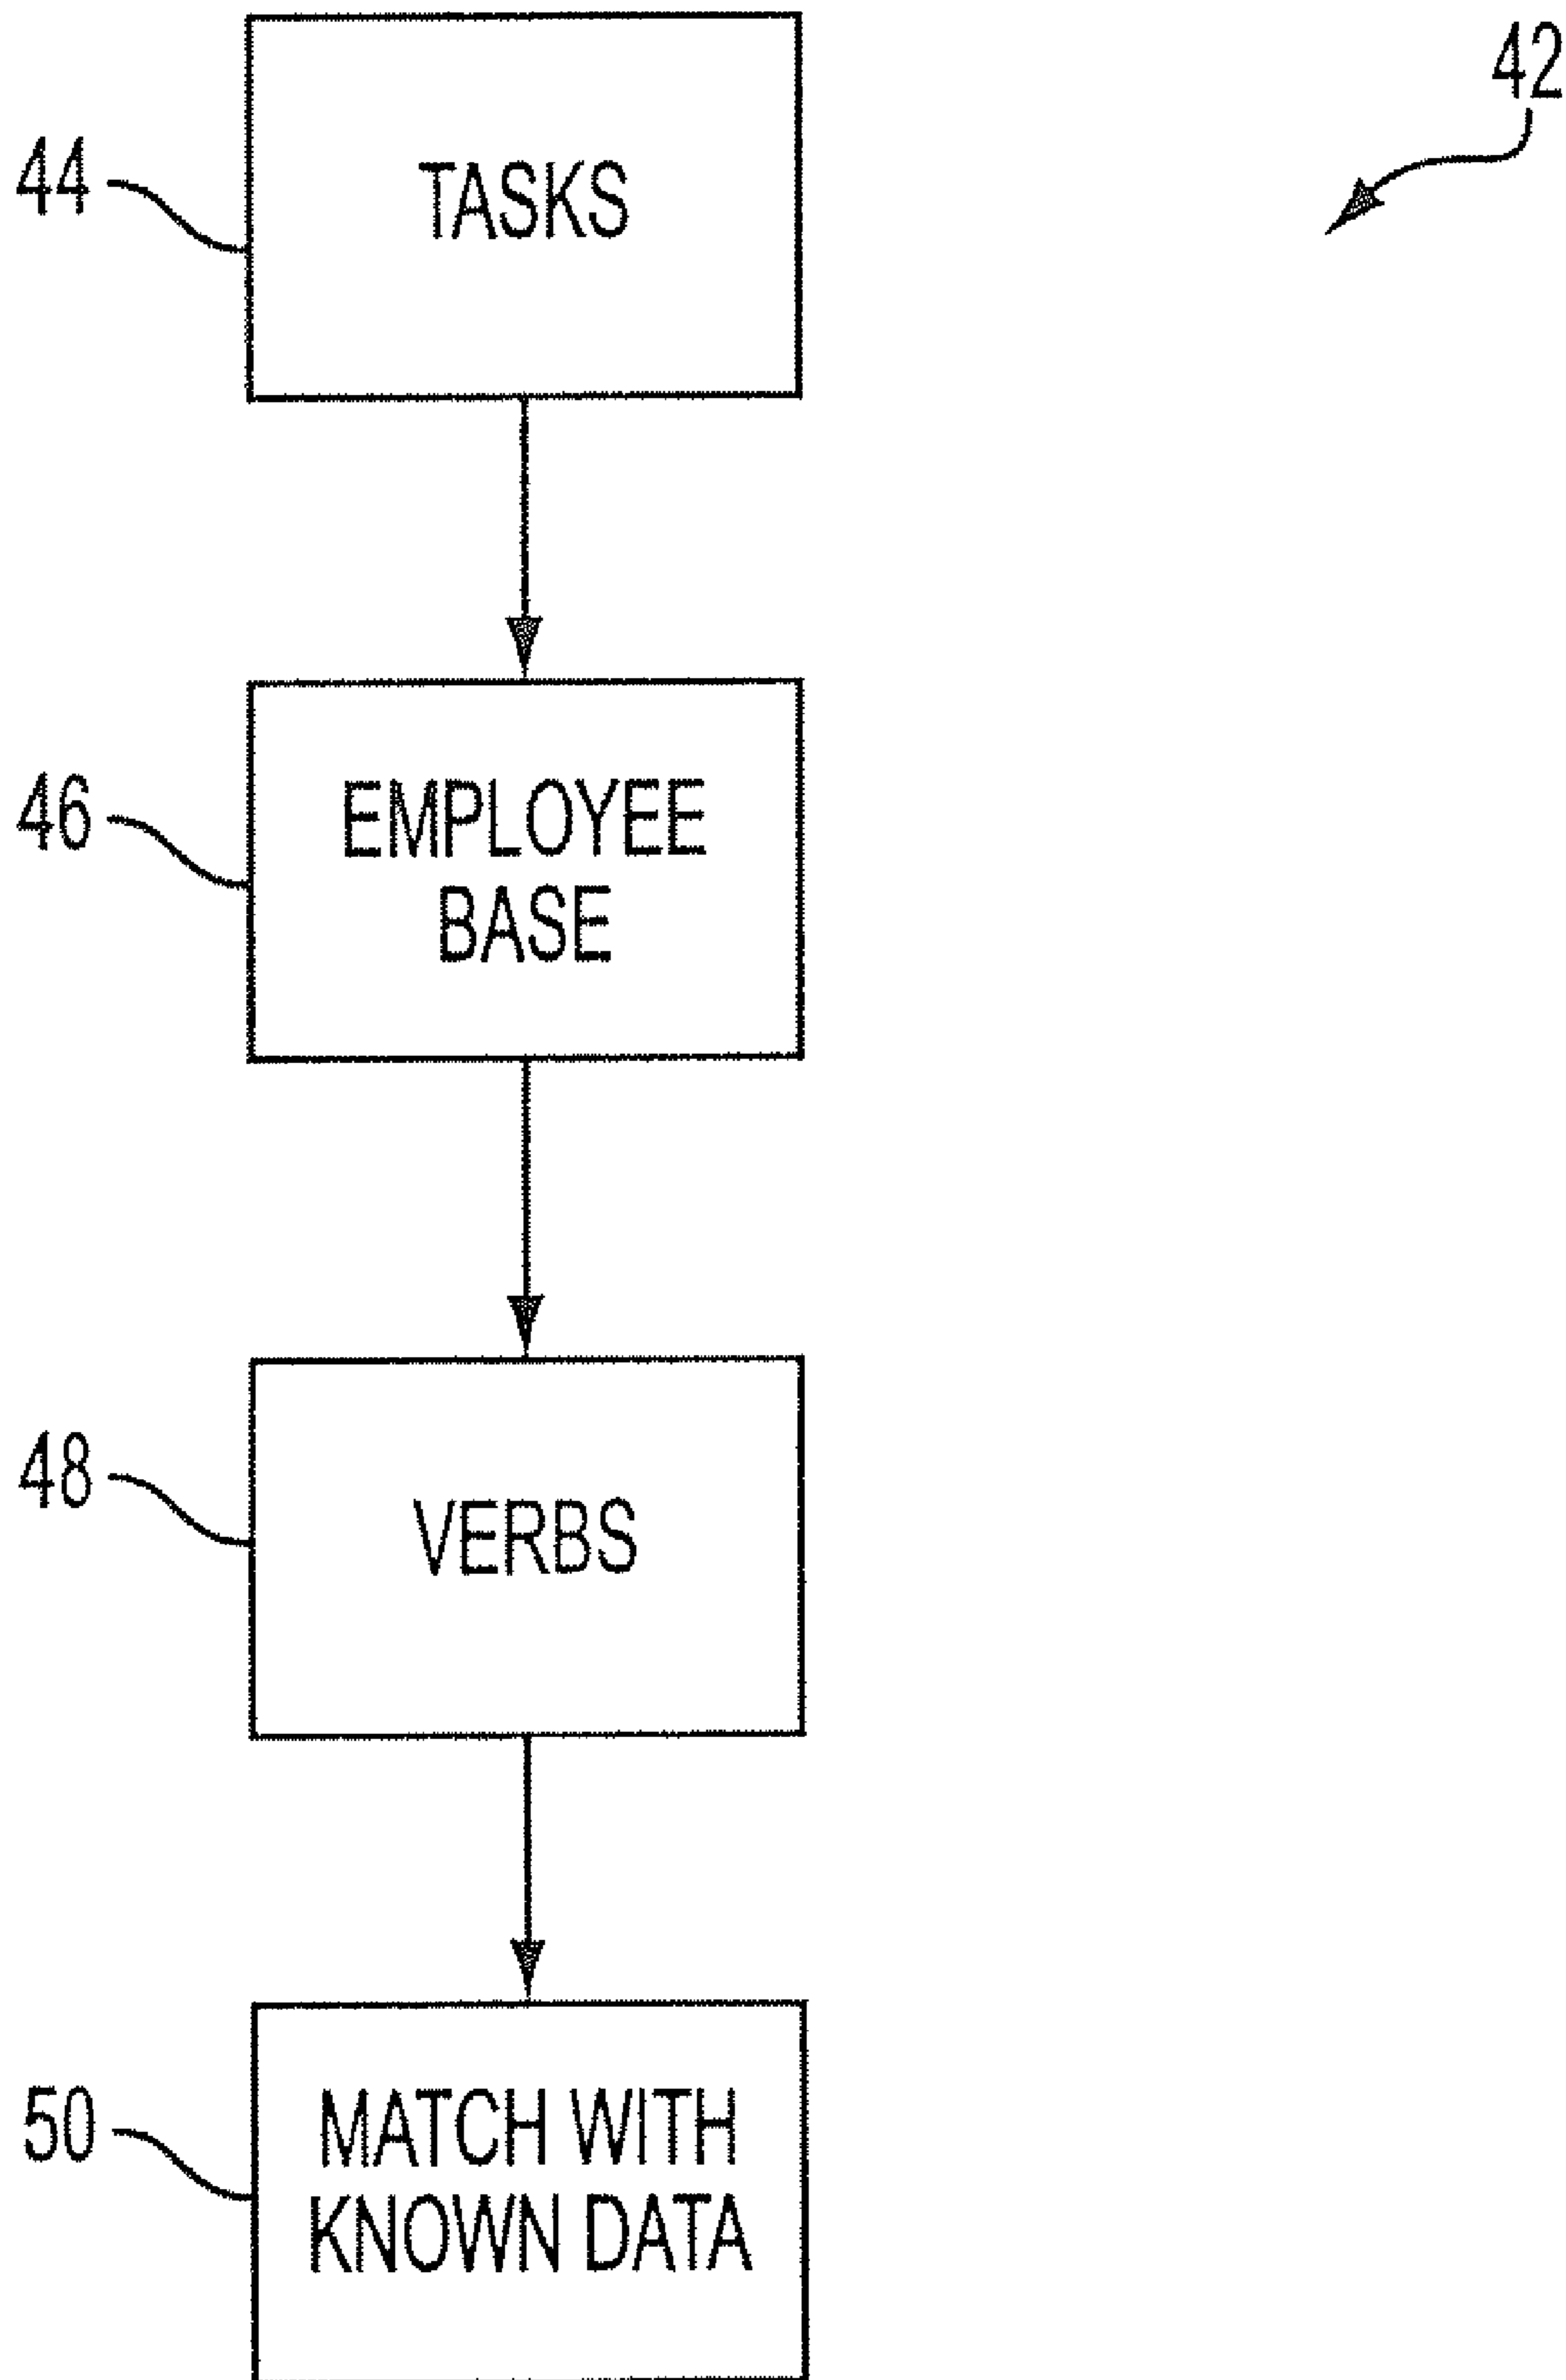 42
44
TASKS
46
EMPLOYEE
BASE
48
VERBS
50
MATCH WITH
KNOWN DATA